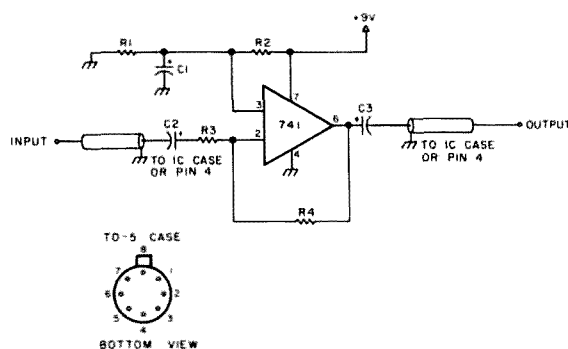 +9V
R1
R2
C1
7
3
741
6
C3
C2
R3
2
4
INPUT
OUTPUT
TO IC CASE
OR PIN 4
TO IC CASE
OR PIN 4
R4
TO-5 CASE
8
7
1
6
2
5
3
4
BOTTOM VIEW